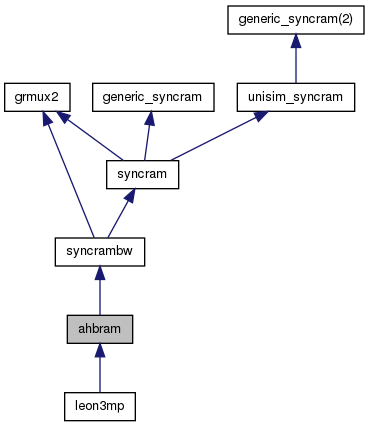 generic_syncram(2)
grmux2
generic_syncram
unisim_syncram
syncram
syncrambw
ahbram
leon3mp